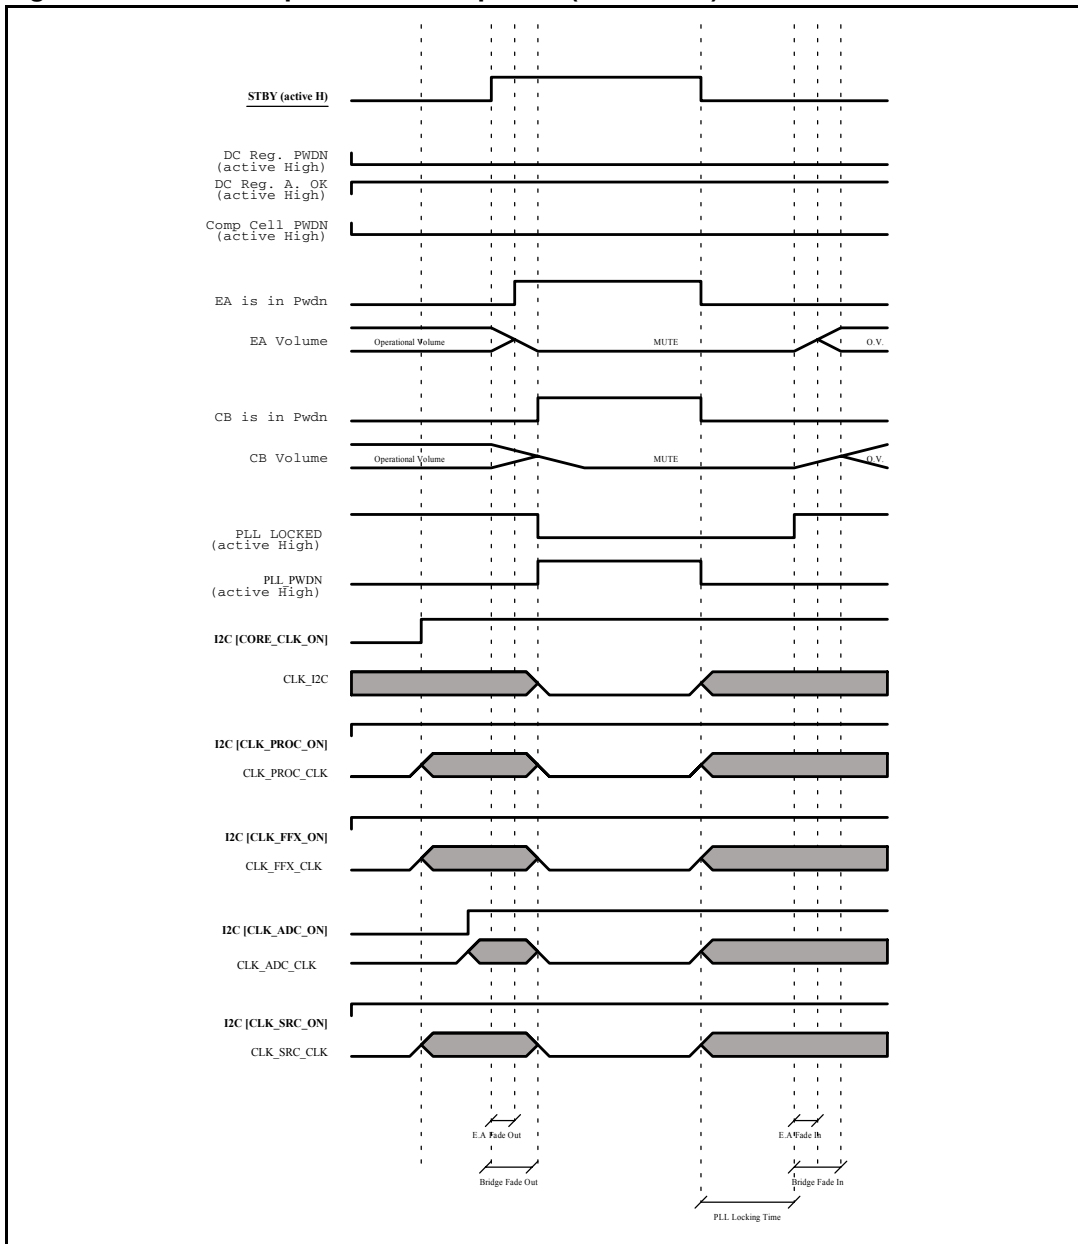 STBY (active H)
DC Reg. PWDN
(active High)
DC Reg. A. OK
(active High)
Comp Cell PWDN
(active High)
EA is in Pwdn
EA Volume
Operational Volume
MUTE
O.V.
CB is in Pwdn
CB Volume
Operational Volume
MUTE
O.V.
PLL LOCKED
(active High)
PLL_PWDN
(active High)
I2C [CORE_CLK_ON]
CLK_I2C
I2C [CLK_PROC_ON]
CLK_PROC_CLK
I2C [CLK_FFX_ON]
CLK_FFX_CLK
I2C [CLK_ADC_ON]
CLK_ADC_CLK
I2C [CLK_SRC_ON]
CLK_SRC_CLK
E.A Fade Out
E.A Fade In
Bridge Fade Out
Bridge Fade In
PLL Locking Time